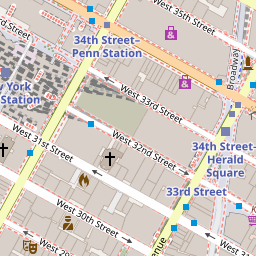 West 35th Street
34th Street–
Penn Station
Broadway
Street
York
Station
West 33rd Street
West 31st Street
West 32nd Street
34th Street–
Herald
Square
33rd Street
West 30th Street